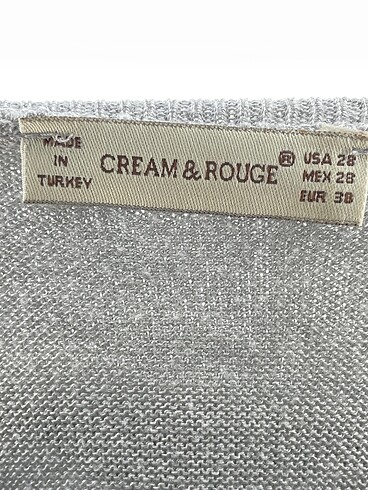 MADE
IN
TURKEY
CREAM & ROUGE ®
USA 28
MEX 28
EUR 38